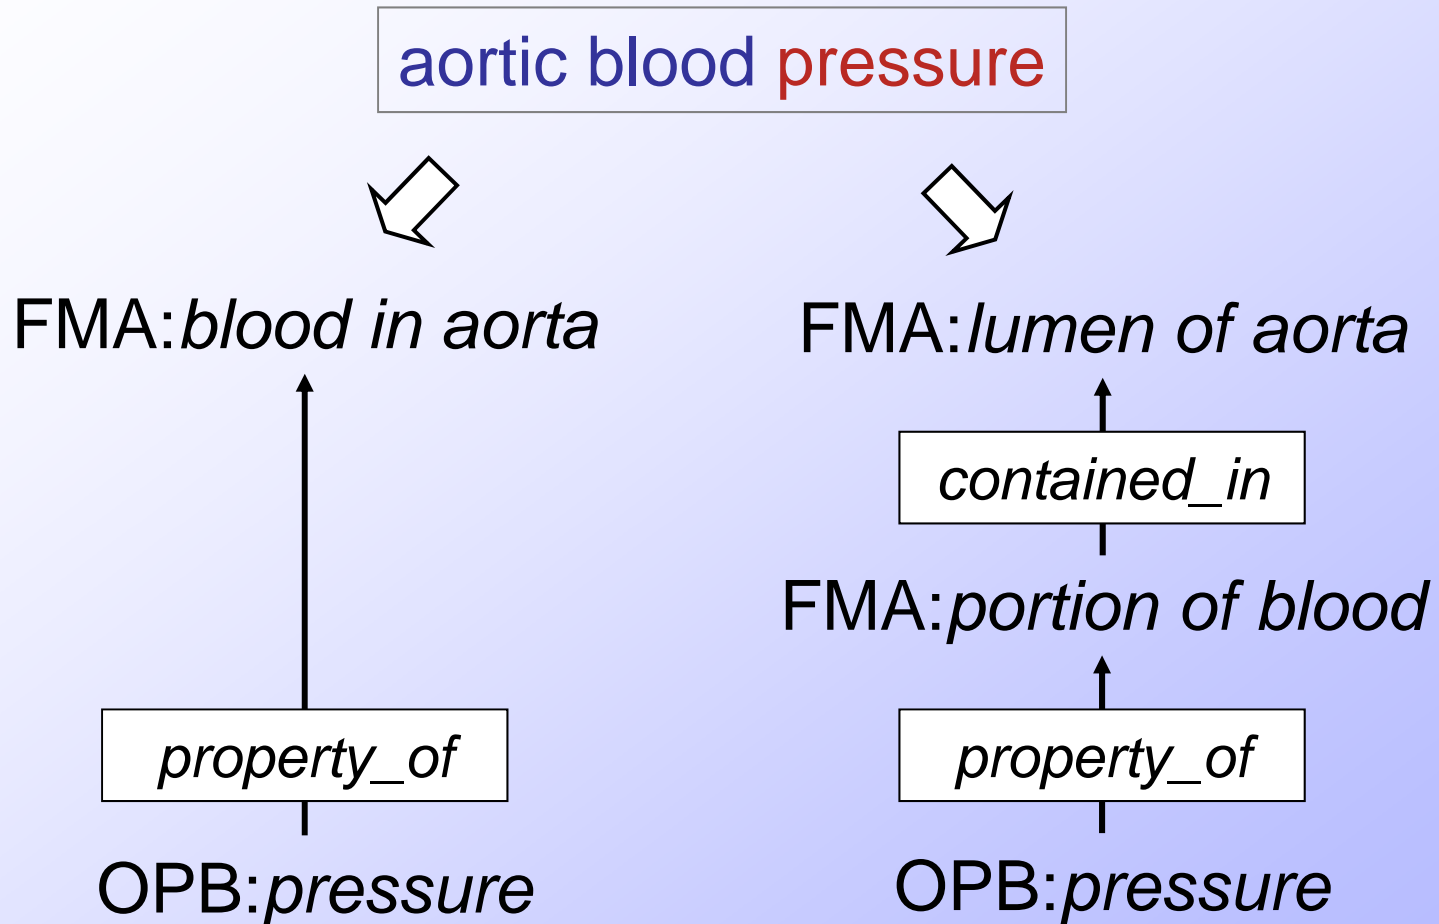 aortic blood pressure
FMA:blood in aorta
property_of
OPB:pressure
FMA:lumen of aorta
contained_in
FMA:portion of blood
property_of
OPB:pressure